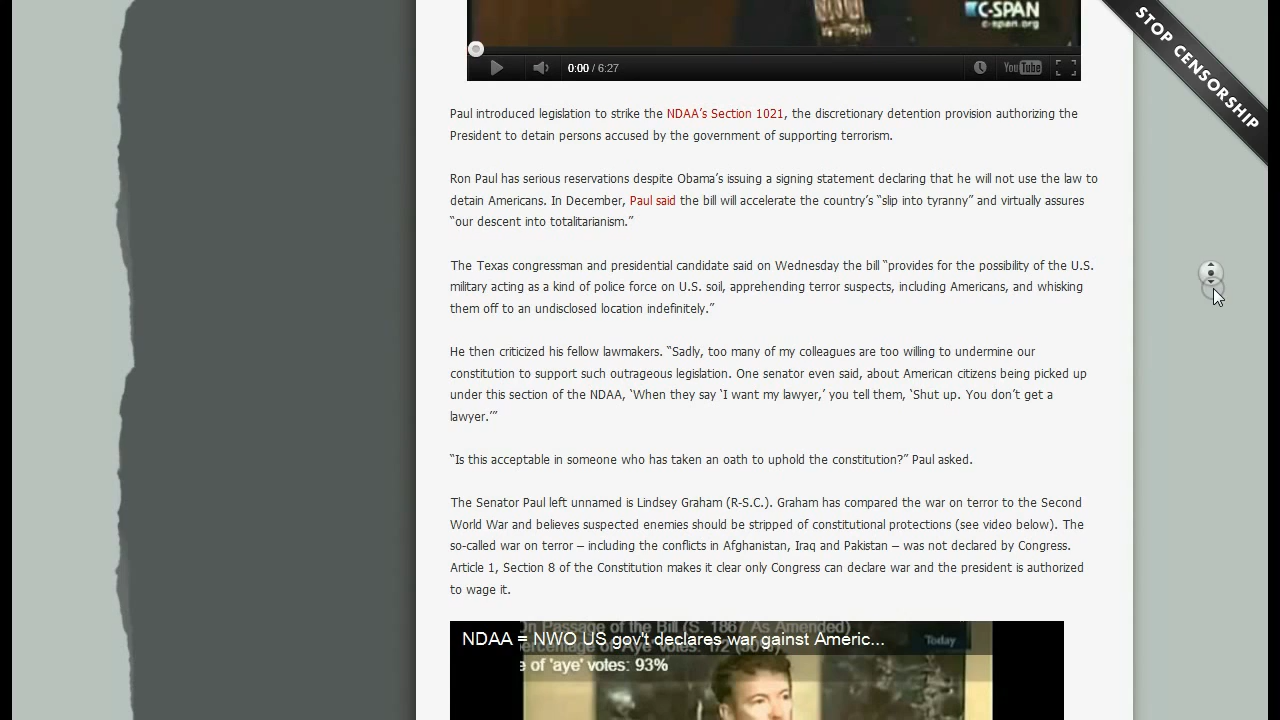 C-SPAN
c-span.org
STOP CENSORSHIP
0:00 / 6:27
YouTube
Paul introduced legislation to strike the NDAA’s Section 1021, the discretionary detention provision authorizing the
President to detain persons accused by the government of supporting terrorism.
Ron Paul has serious reservations despite Obama’s issuing a signing statement declaring that he will not use the law to
detain Americans. In December, Paul said the bill will accelerate the country’s “slip into tyranny” and virtually assures
“our descent into totalitarianism.”
The Texas congressman and presidential candidate said on Wednesday the bill “provides for the possibility of the U.S.
military acting as a kind of police force on U.S. soil, apprehending terror suspects, including Americans, and whisking
them off to an undisclosed location indefinitely.”
He then criticized his fellow lawmakers. “Sadly, too many of my colleagues are too willing to undermine our
constitution to support such outrageous legislation. One senator even said, about American citizens being picked up
under this section of the NDAA, ‘When they say ‘I want my lawyer,’ you tell them, ‘Shut up. You don’t get a
lawyer.’”
“Is this acceptable in someone who has taken an oath to uphold the constitution?” Paul asked.
The Senator Paul left unnamed is Lindsey Graham (R-S.C.). Graham has compared the war on terror to the Second
World War and believes suspected enemies should be stripped of constitutional protections (see video below). The
so-called war on terror – including the conflicts in Afghanistan, Iraq and Pakistan – was not declared by Congress.
Article 1, Section 8 of the Constitution makes it clear only Congress can declare war and the president is authorized
to wage it.
On Passage of the Bill (S. 1867 As Amended)
NDAA = NWO US gov't declares war gainst Americ...
Today
e of 'aye' votes: 93%